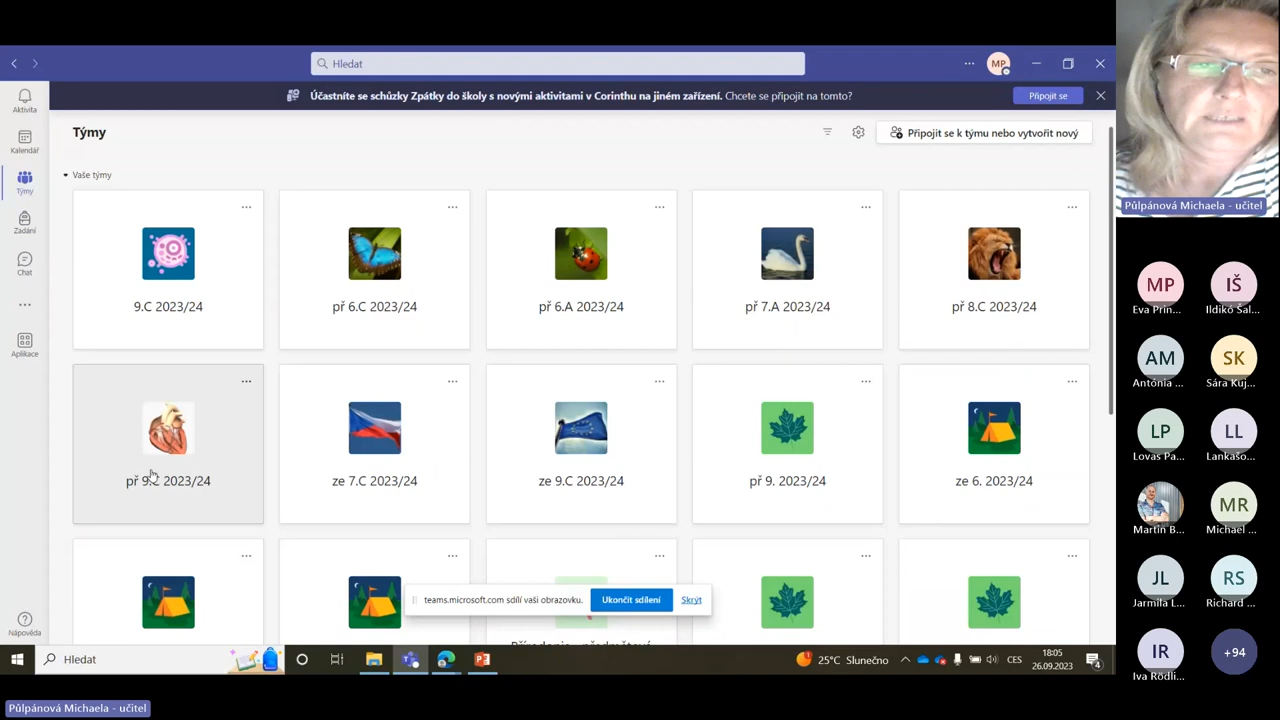 Hledat
MP
Účastníte se schůzky Zpátky do školy s novými aktivitami v Corinthu na jiném zařízení. Chcete se připojit na tomto?
Připojit se
Aktivita
Kalendář
Týmy
Zadání
Chat
Aplikace
Nápověda
Týmy
Připojit se k týmu nebo vytvořit nový
Vaše týmy
9.C 2023/24
př 6.C 2023/24
př 6.A 2023/24
př 7.A 2023/24
př 8.C 2023/24
př 9.C 2023/24
ze 7.C 2023/24
ze 9.C 2023/24
př 9. 2023/24
ze 6. 2023/24
teams.microsoft.com sdílí vaši obrazovku.
Ukončit sdílení
Skrýt
Hledat
25°C Slunečno
CES
18:05
26.09.2023
4
Půlpánová Michaela - učitel
MP
Eva Prin...
IŠ
Ildikó Šal...
AM
Antónia ...
SK
Sára Kuj...
LP
Lovas Pa...
LL
Lankašo...
Martin B...
MR
Michael ...
JL
Jarmila L...
RS
Richard ...
IR
Iva Rödli...
+94
Půlpánová Michaela - učitel